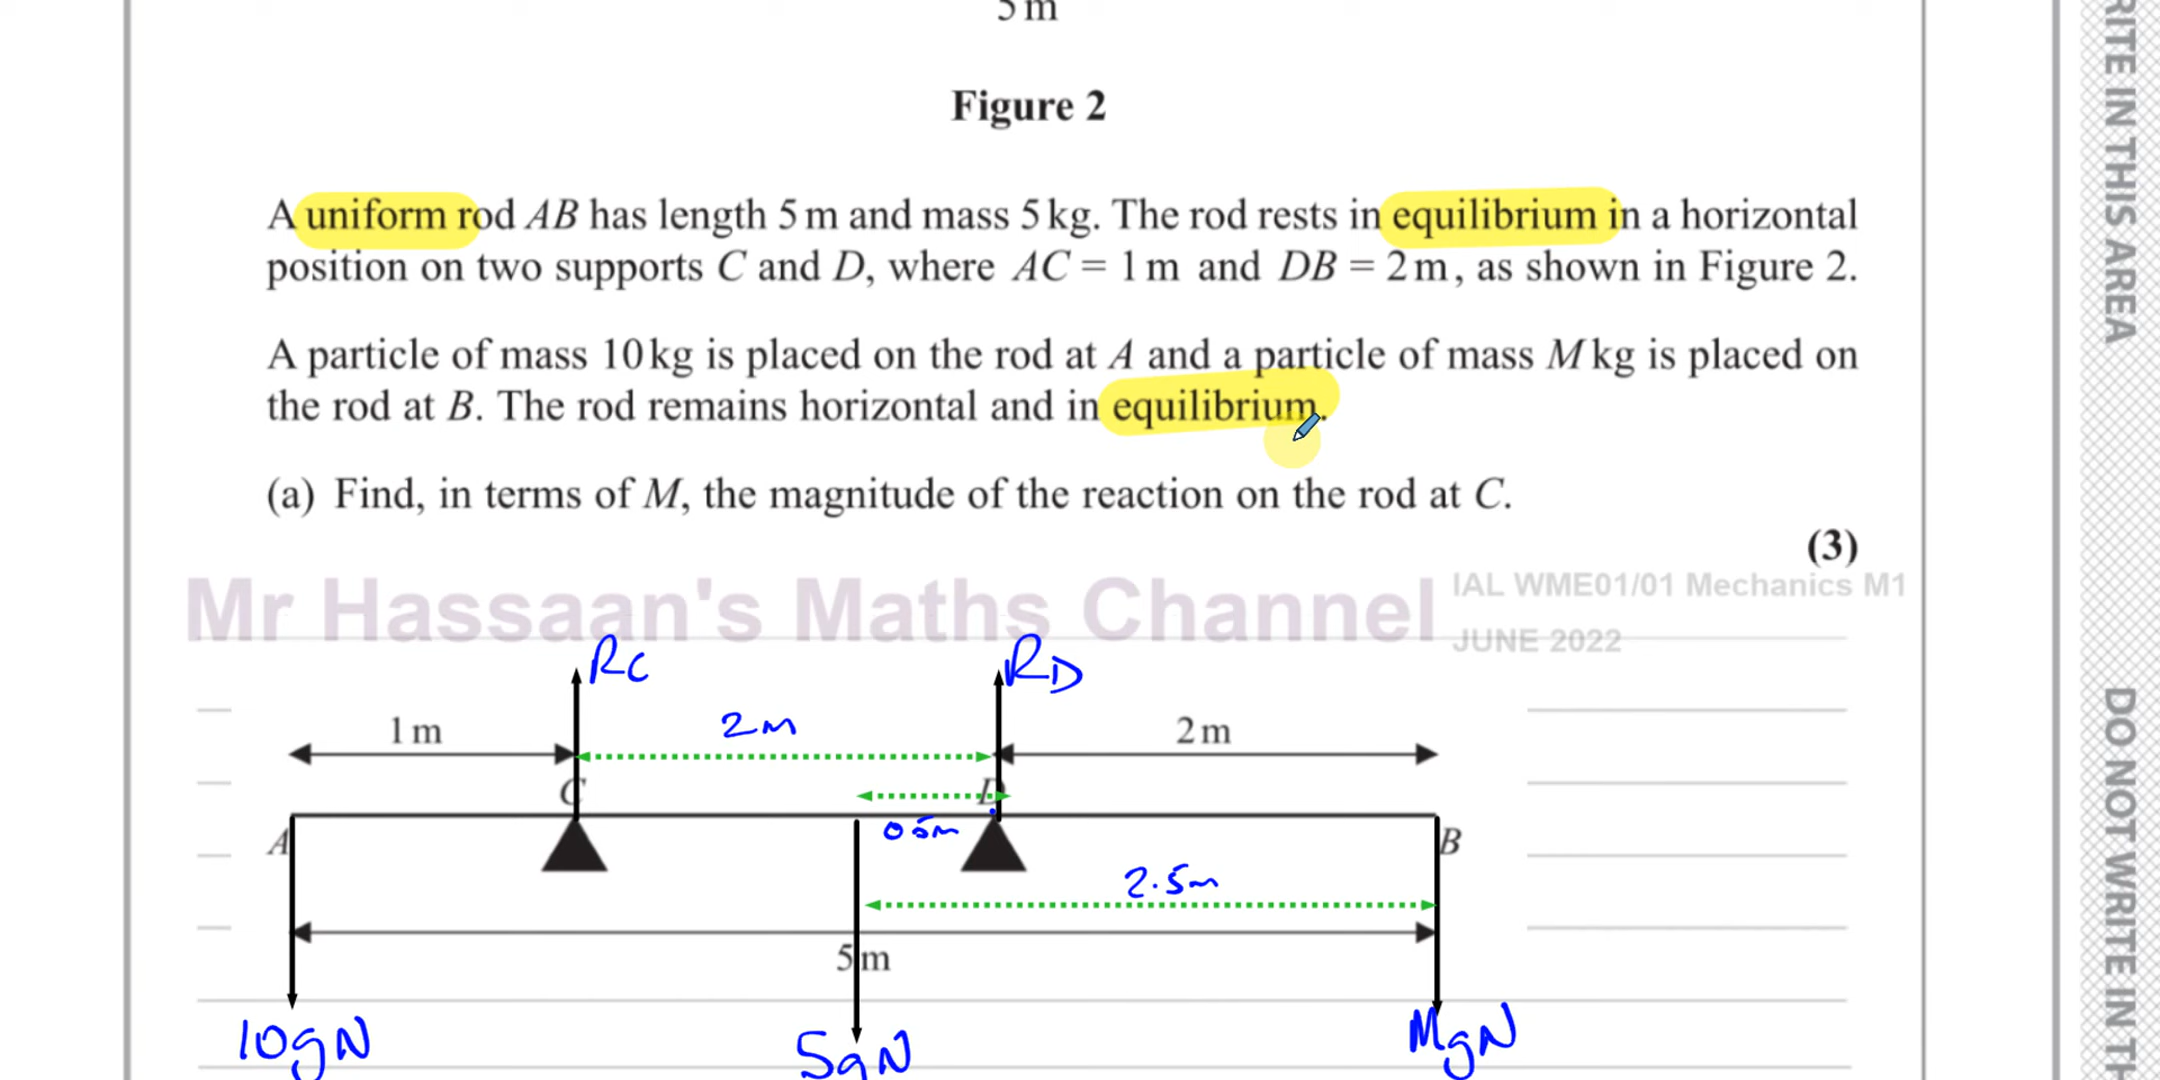 5 m
Figure 2
A uniform rod AB has length 5 m and mass 5 kg. The rod rests in equilibrium in a horizontal
position on two supports C and D, where AC = 1 m and DB = 2 m, as shown in Figure 2.
A particle of mass 10 kg is placed on the rod at A and a particle of mass M kg is placed on
the rod at B. The rod remains horizontal and in equilibrium.
(a) Find, in terms of M, the magnitude of the reaction on the rod at C.
(3)
Mr Hassaan's Maths Channel
IAL WME01/01 Mechanics M1
JUNE 2022
RC
RD
1 m
2m
2 m
C
D
A
0.5m
B
2.5m
5 m
10gN
5gN
MgN
RITE IN THIS AREA
DO NOT WRITE IN TH